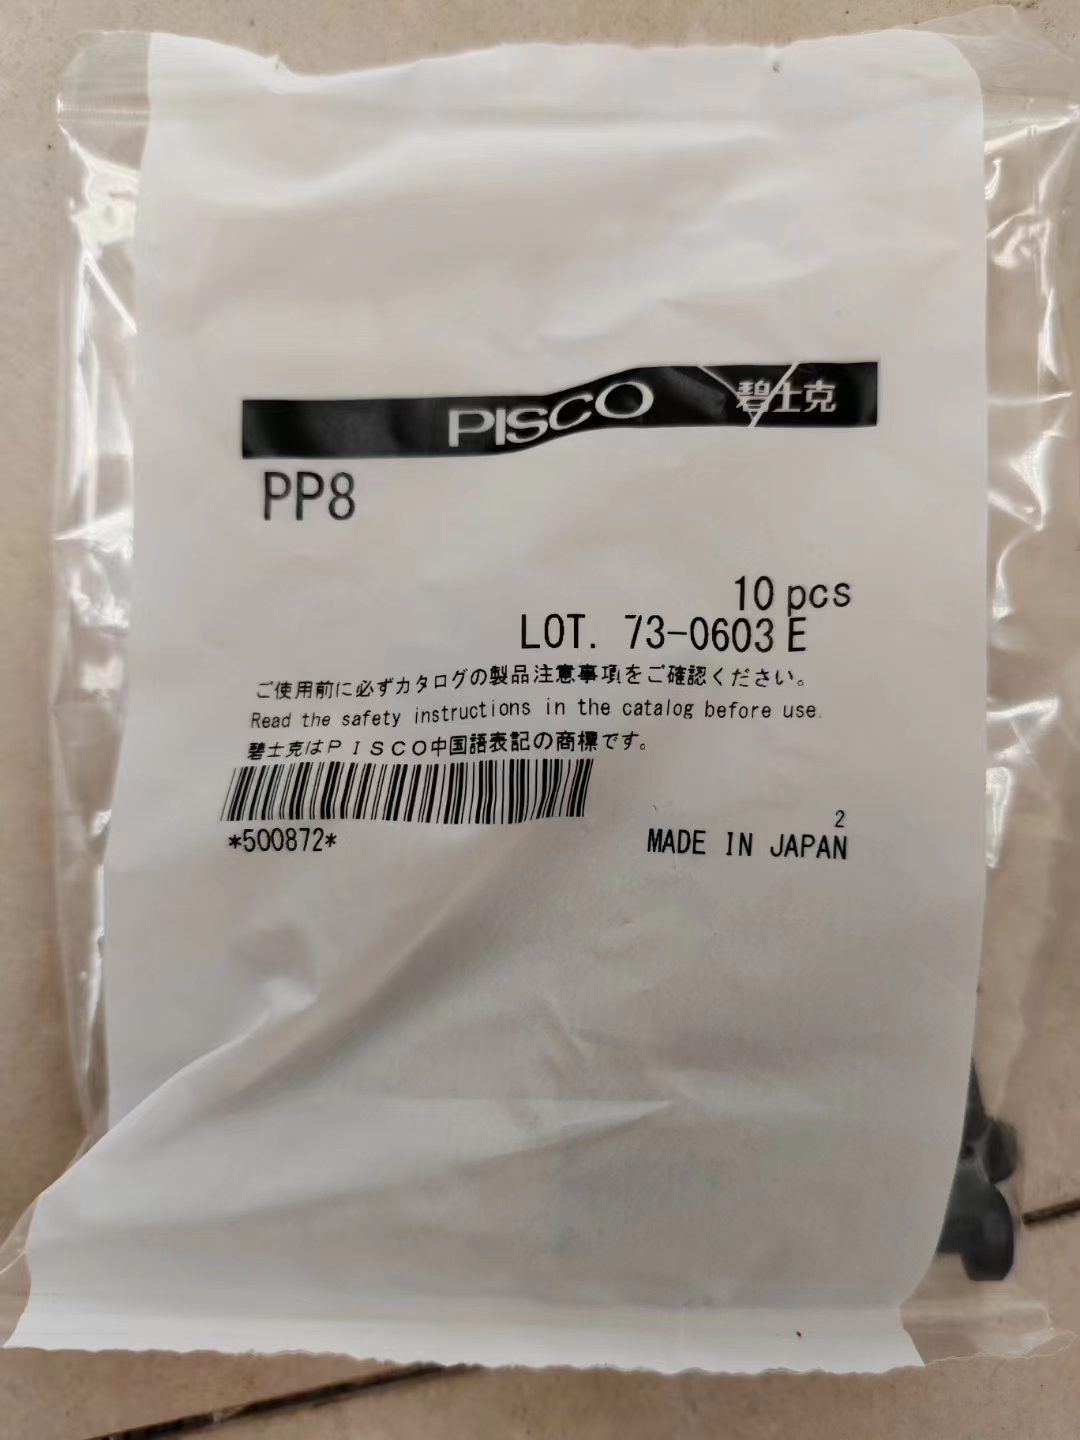 PISCO 碧士克
PP8
10 pcs
LOT. 73-0603 E
ご使用前に必ずカタログの製品注意事項をご確認ください。
Read the safety instructions in the catalog before use.
碧士克はＰＩＳＣＯ中国語表記の商標です。
2
*500872* MADE IN JAPAN